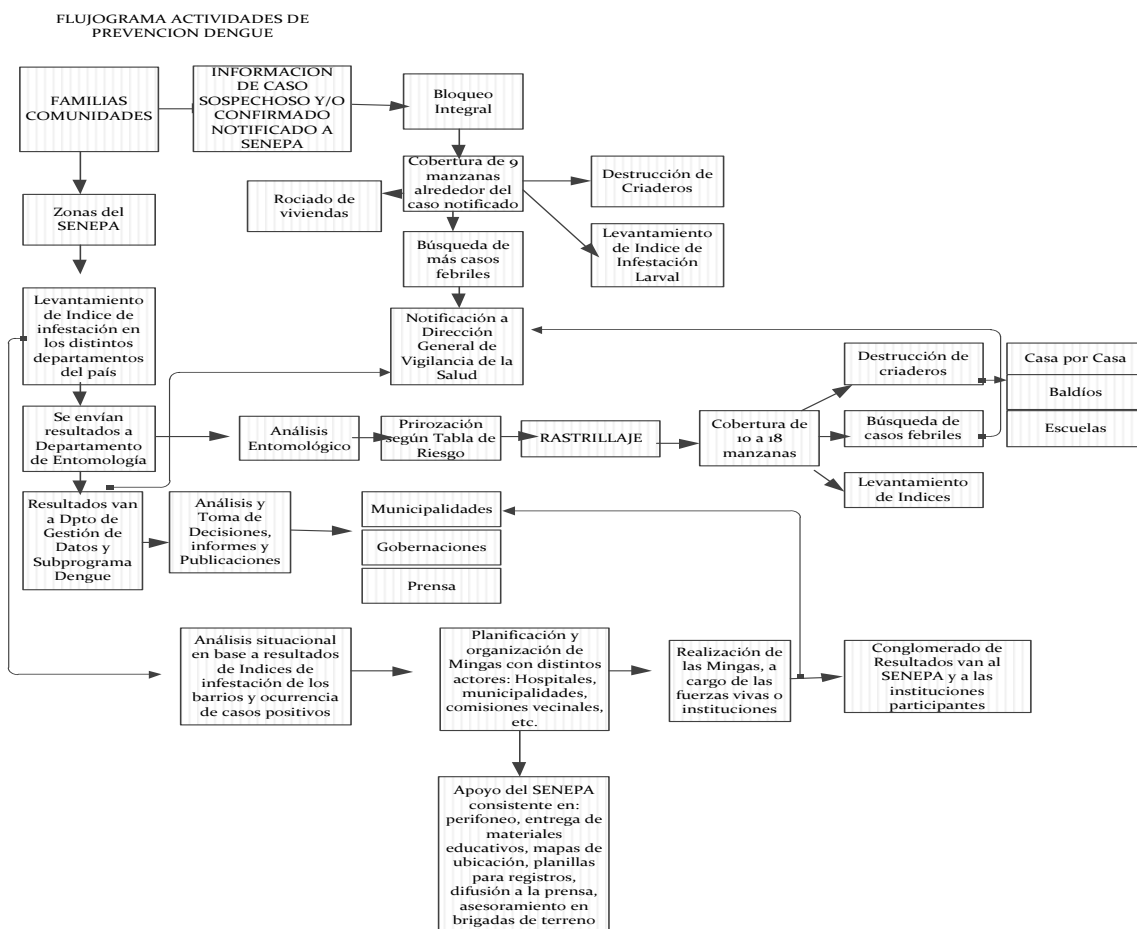 FLUJOGRAMA ACTIVIDADES DE
PREVENCION DENGUE
FAMILIAS
COMUNIDADES
INFORMACION
DE CASO
SOSPECHOSO Y/O
CONFIRMADO
NOTIFICADO A
SENEPA
Bloqueo
Integral
Cobertura de 9
manzanas
alrededor del
caso notificado
Destrucción de
Criaderos
Rociado de
viviendas
Zonas del
SENEPA
Levantamiento
de Indice de
Infestación
Larval
Búsqueda de
más casos
febriles
Levantamiento
de Indice de
infestación en
los distintos
departamentos
del país
Notificación a
Dirección
General de
Vigilancia de la
Salud
Destrucción de
criaderos
Casa por Casa
Baldíos
Escuelas
Se envían
resultados a
Departamento
de Entomología
Análisis
Entomológico
Prirozación
según Tabla de
Riesgo
RASTRILLAJE
Cobertura de
10 a 18
manzanas
Búsqueda de
casos febriles
Levantamiento
de Indices
Resultados van
a Dpto de
Gestión de
Datos y
Subprograma
Dengue
Análisis y
Toma de
Decisiones,
informes y
Publicaciones
Municipalidades
Gobernaciones
Prensa
Análisis situacional
en base a resultados
de Indices de
infestación de los
barrios y ocurrencia
de casos positivos
Planificación y
organización de
Mingas con distintos
actores: Hospitales,
municipalidades,
comisiones vecinales,
etc.
Realización de
las Mingas, a
cargo de las
fuerzas vivas o
instituciones
Conglomerado de
Resultados van al
SENEPA y a las
instituciones
participantes
Apoyo del SENEPA
consistente en:
perifoneo, entrega de
materiales
educativos, mapas de
ubicación, planillas
para registros,
difusión a la prensa,
asesoramiento en
brigadas de terreno